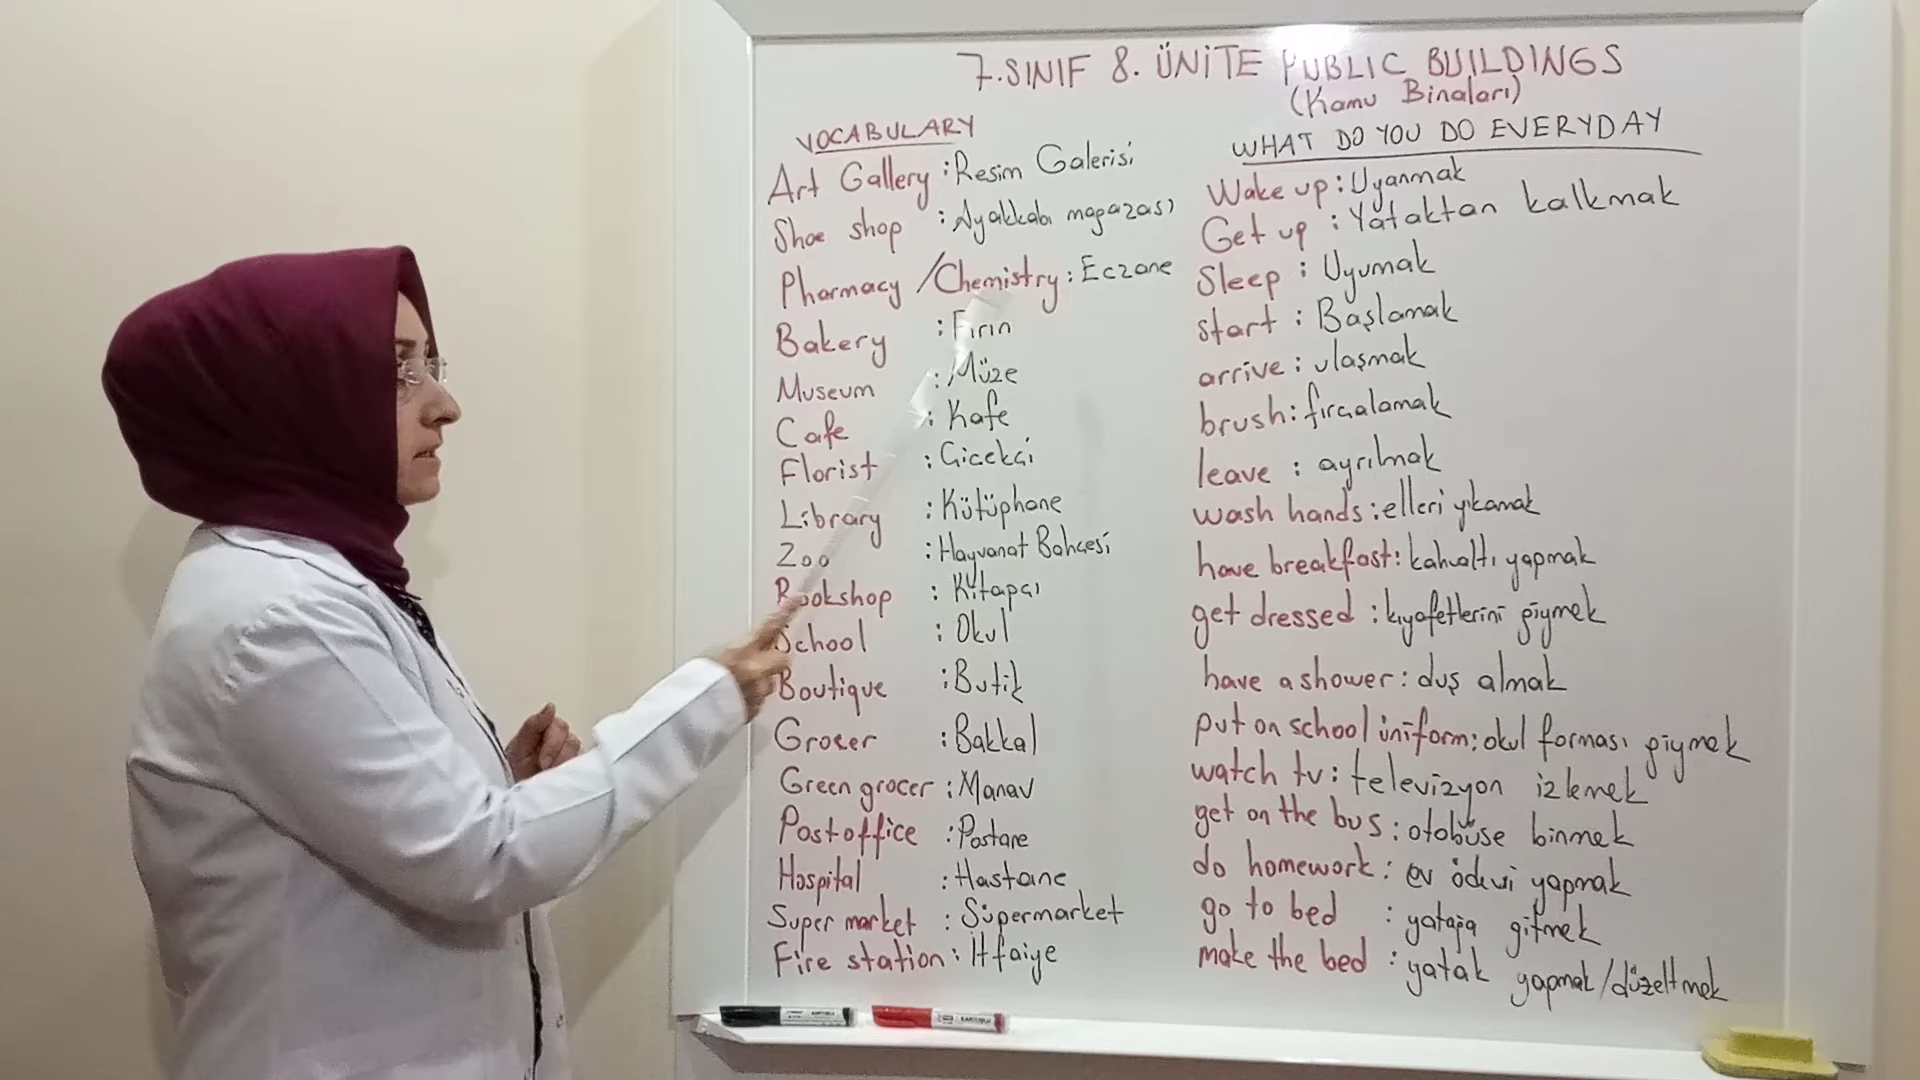 7.SINIF 8. ÜNİTE PUBLIC BUILDINGS
(Kamu Binaları)
VOCABULARY
Art Gallery : Resim Galerisi
Shoe shop : Ayakkabı magazası
Pharmacy / Chemistry : Eczane
Bakery : Fırın
Museum : Müze
Cafe : Kafe
Florist : Çiçekçi
Library : Kütüphane
Zoo : Hayvanat Bahçesi
Bookshop : Kitapçı
School : Okul
Boutique : Butik
Grocer : Bakkal
Green grocer : Manav
Post office : Postane
Hospital : Hastane
Super market : Süpermarket
Fire station : Itfaiye
WHAT DO YOU DO EVERYDAY
Wake up : Uyanmak
Get up : Yataktan kalkmak
Sleep : Uyumak
start : Başlamak
arrive : ulaşmak
brush : fırçalamak
leave : ayrılmak
wash hands : elleri yıkamak
have breakfast : kahvaltı yapmak
get dressed : kıyafetlerini giymek
have a shower : duş almak
put on school üniform : okul forması giymek
watch tv : televizyon izlemek
get on the bus : otobüse binmek
do homework : ev ödevi yapmak
go to bed : yataga gitmek
make the bed : yatak yapmak/düzeltmek